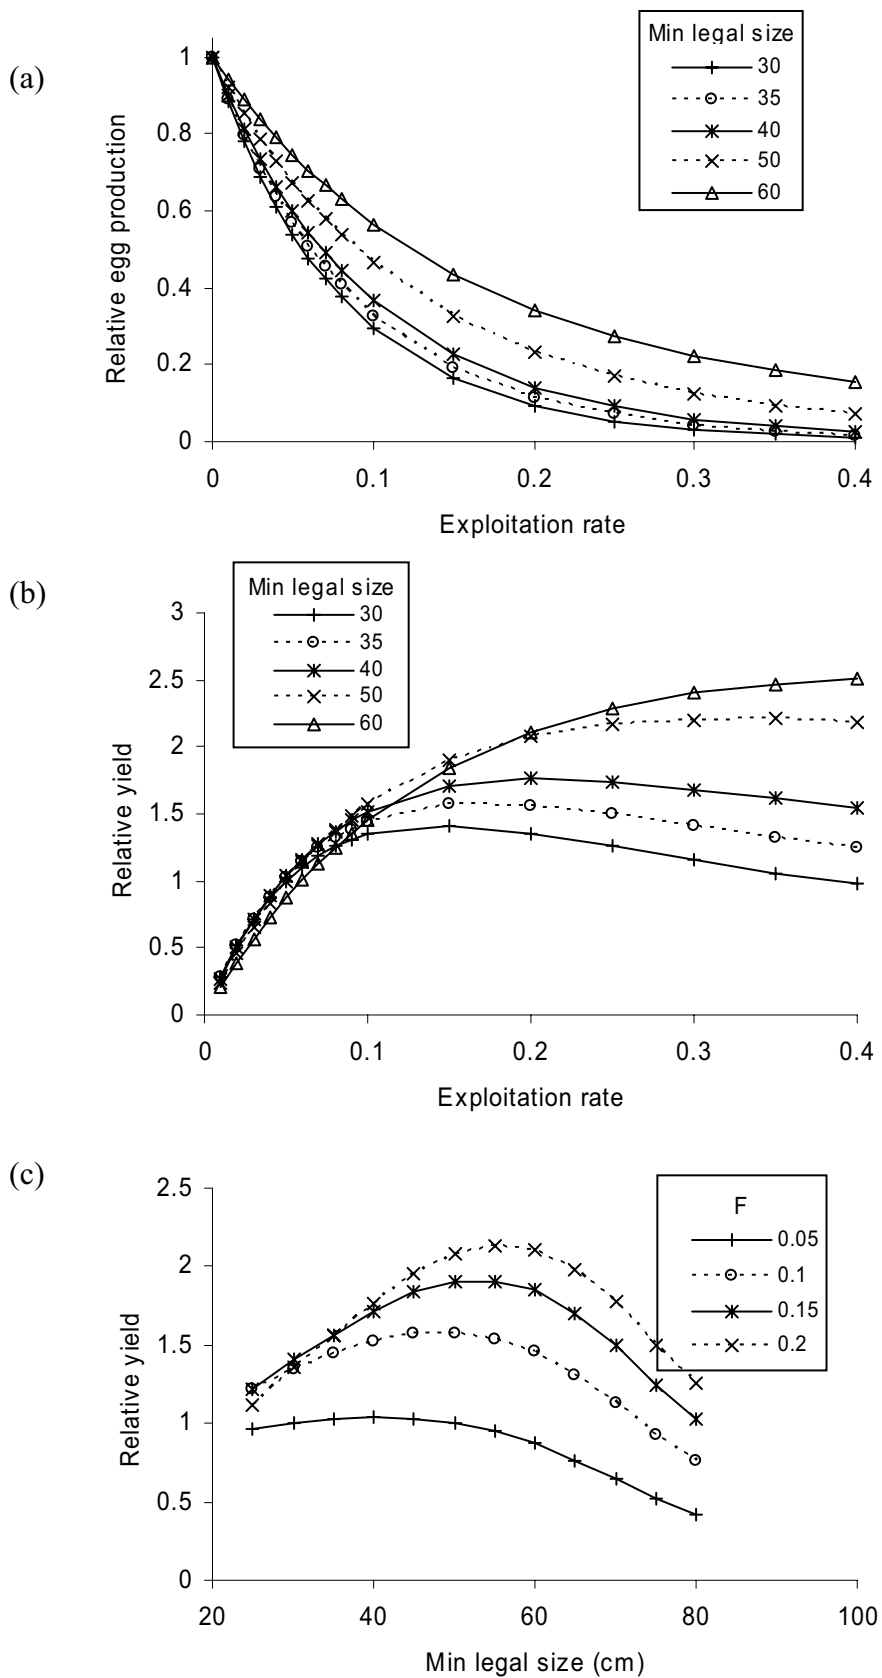 (a)
Min legal size
30
35
40
50
60
1
0.8
0.6
0.4
0.2
0
Relative egg production
0 0.1 0.2 0.3 0.4
Exploitation rate
(b)
Min legal size
30
35
40
50
60
3
2.5
2
1.5
1
0.5
0
Relative yield
0 0.1 0.2 0.3 0.4
Exploitation rate
(c)
F
0.05
0.1
0.15
0.2
2.5
2
1.5
1
0.5
0
Relative yield
20 40 60 80 100
Min legal size (cm)